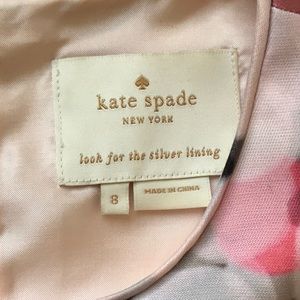 kate spade
NEW YORK
look for the silver lining
8
MADE IN CHINA